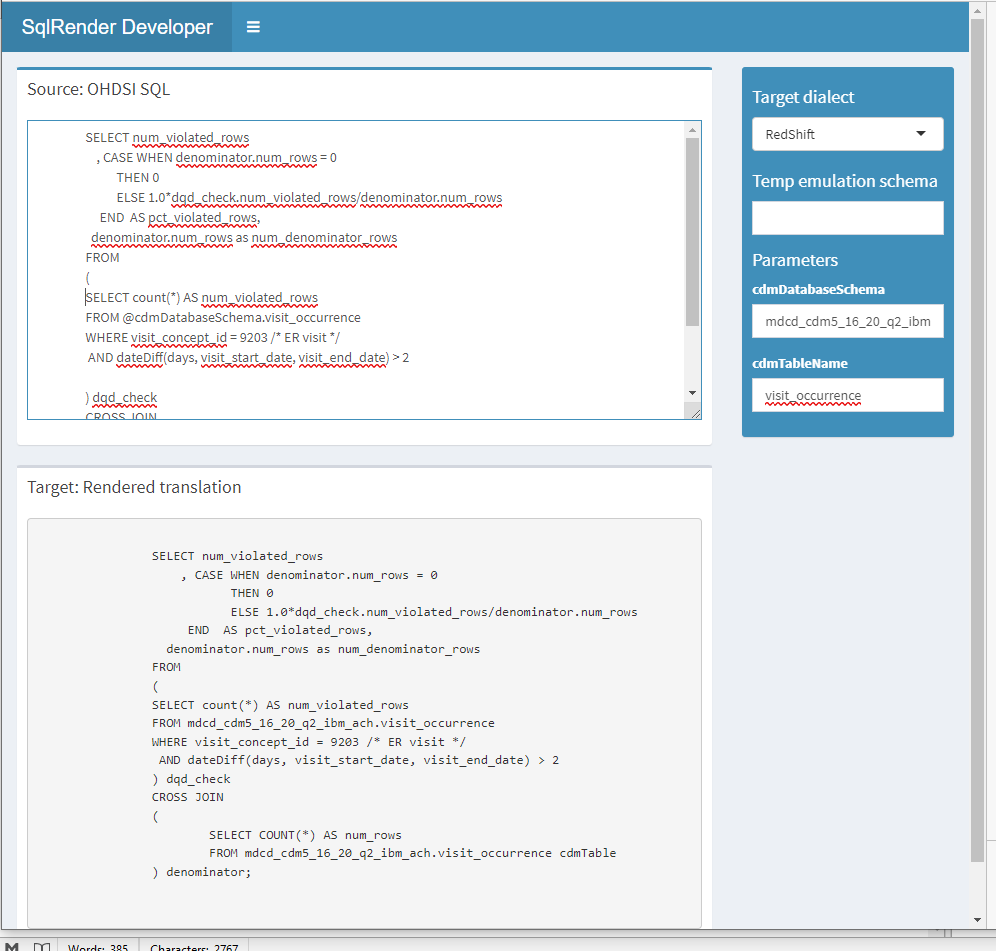 SqlRender Developer
Source: OHDSI SQL
SELECT num_violated_rows
, CASE WHEN denominator.num_rows = 0
THEN 0
ELSE 1.0*dqd_check.num_violated_rows/denominator.num_rows
END  AS pct_violated_rows,
denominator.num_rows as num_denominator_rows
FROM
(
SELECT count(*) AS num_violated_rows
FROM @cdmDatabaseSchema.visit_occurrence
WHERE visit_concept_id = 9203 /* ER visit */
AND dateDiff(days, visit_start_date, visit_end_date) > 2
) dqd_check
CROSS JOIN
Target dialect
RedShift
Temp emulation schema
Parameters
cdmDatabaseSchema
mdcd_cdm5_16_20_q2_ibm
cdmTableName
visit_occurrence
Target: Rendered translation
SELECT num_violated_rows
, CASE WHEN denominator.num_rows = 0
THEN 0
ELSE 1.0*dqd_check.num_violated_rows/denominator.num_rows
END  AS pct_violated_rows,
denominator.num_rows as num_denominator_rows
FROM
(
SELECT count(*) AS num_violated_rows
FROM mdcd_cdm5_16_20_q2_ibm_ach.visit_occurrence
WHERE visit_concept_id = 9203 /* ER visit */
AND dateDiff(days, visit_start_date, visit_end_date) > 2
) dqd_check
CROSS JOIN
(
SELECT COUNT(*) AS num_rows
FROM mdcd_cdm5_16_20_q2_ibm_ach.visit_occurrence cdmTable
) denominator;
Words: 385 Characters: 2767